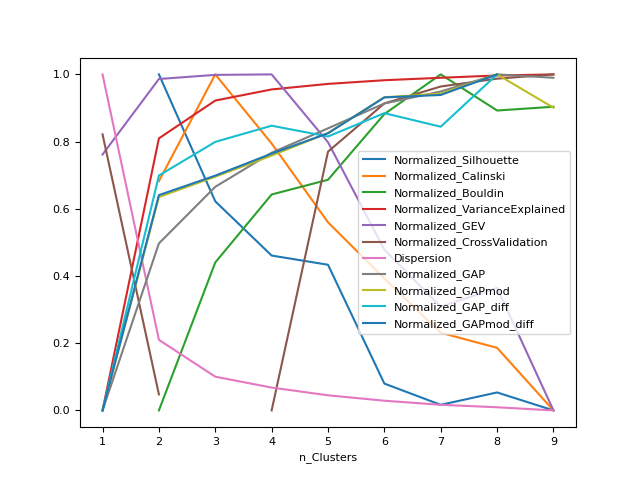 1.0
0.8
0.6
0.4
0.2
0.0
Normalized_Silhouette
Normalized_Calinski
Normalized_Bouldin
Normalized_VarianceExplained
Normalized_GEV
Normalized_CrossValidation
Dispersion
Normalized_GAP
Normalized_GAPmod
Normalized_GAP_diff
Normalized_GAPmod_diff
1 2 3 4 5 6 7 8 9
n_Clusters